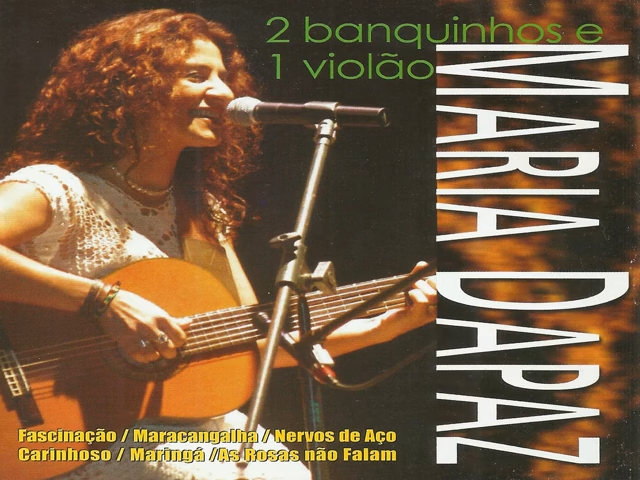 2 banquinhos e
1 violão
MARIA DAPAZ
Fascinação / Maracangalha / Nervos de Aço
Carinhoso / Maringá /As Rosas não Falam